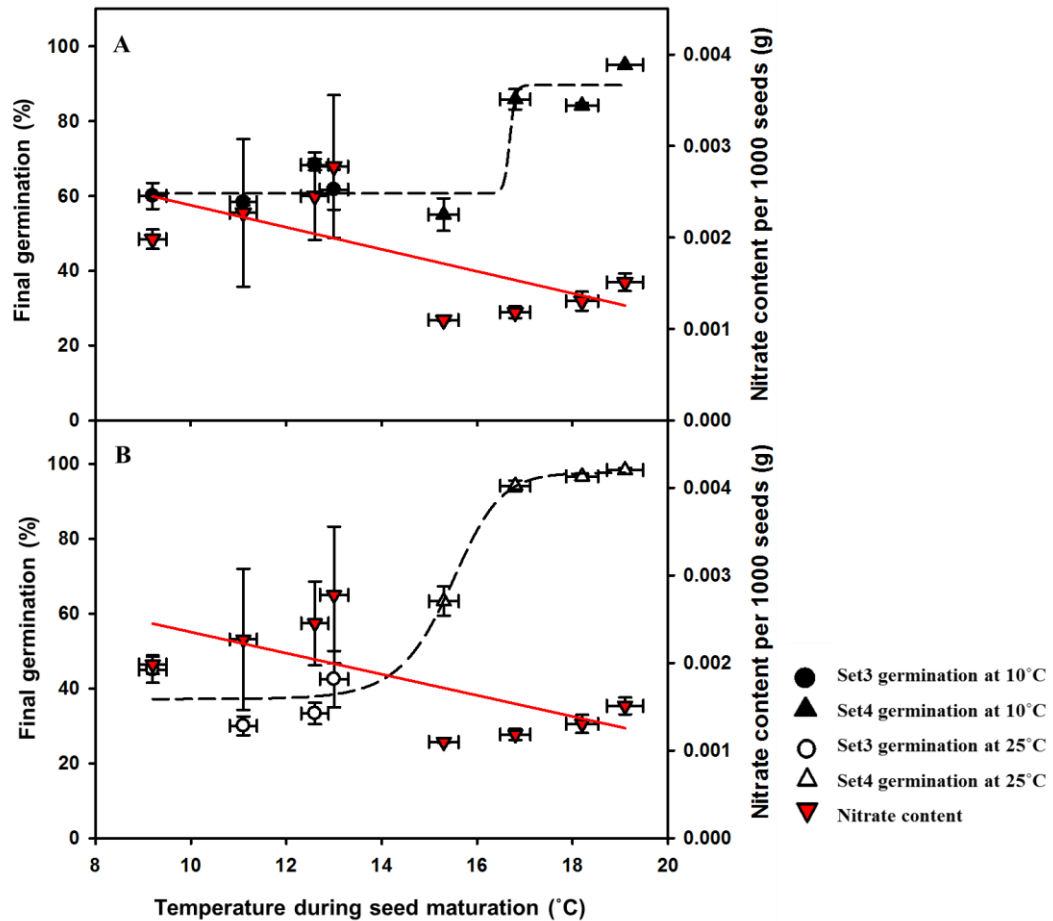 A
Final germination (%)
100
80
60
40
20
0
0.004
0.003
0.002
0.001
0.000
Nitrate content per 1000 seeds (g)
B
Final germination (%)
100
80
60
40
20
0
0.004
0.003
0.002
0.001
0.000
Nitrate content per 1000 seeds (g)
8 10 12 14 16 18 20
Temperature during seed maturation (˚C)
Set3 germination at 10˚C
Set4 germination at 10˚C
Set3 germination at 25˚C
Set4 germination at 25˚C
Nitrate content